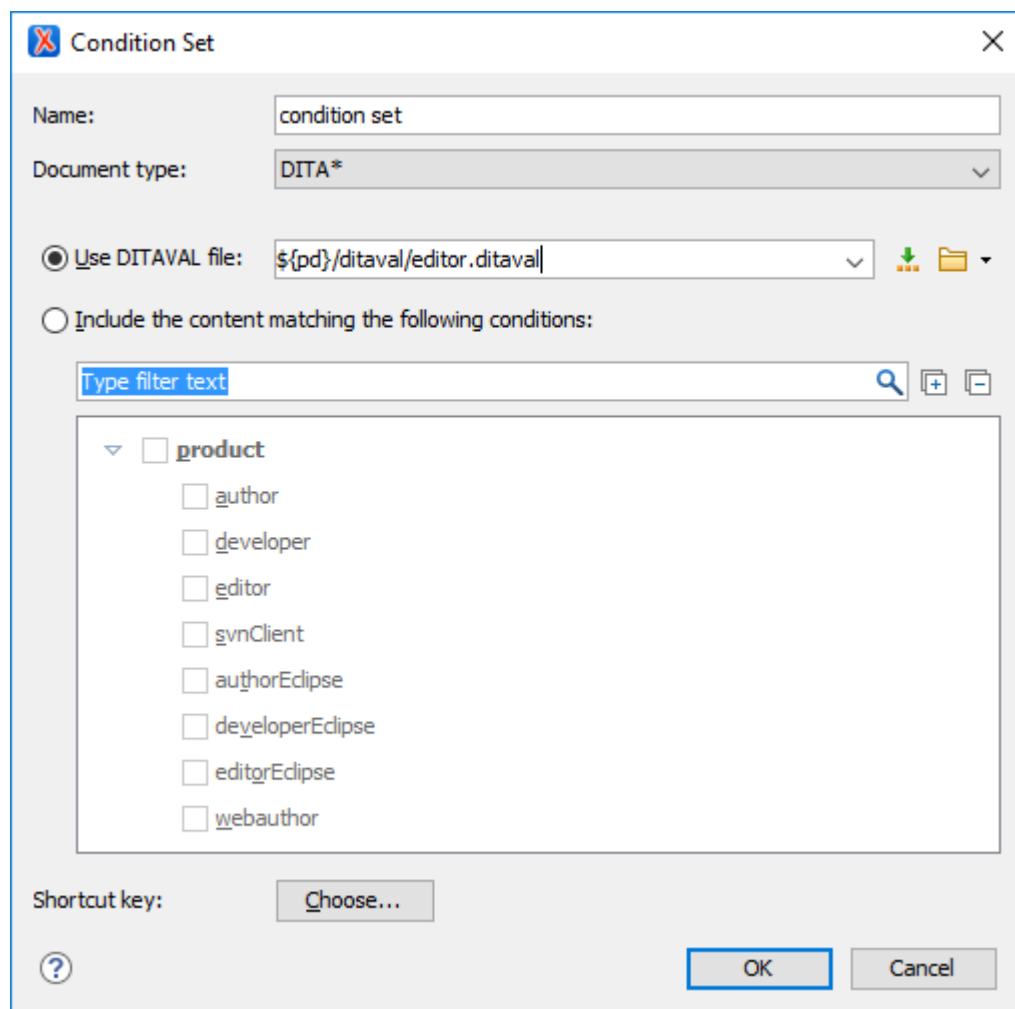 Condition Set
Name: condition set
Document type: DITA*
Use DITAVAL file: ${pd}/ditaval/editor.ditaval
Include the content matching the following conditions:
Type filter text
product
author
developer
editor
svnClient
authorEclipse
developerEclipse
editorEclipse
webauthor
Shortcut key: Choose...
OK Cancel